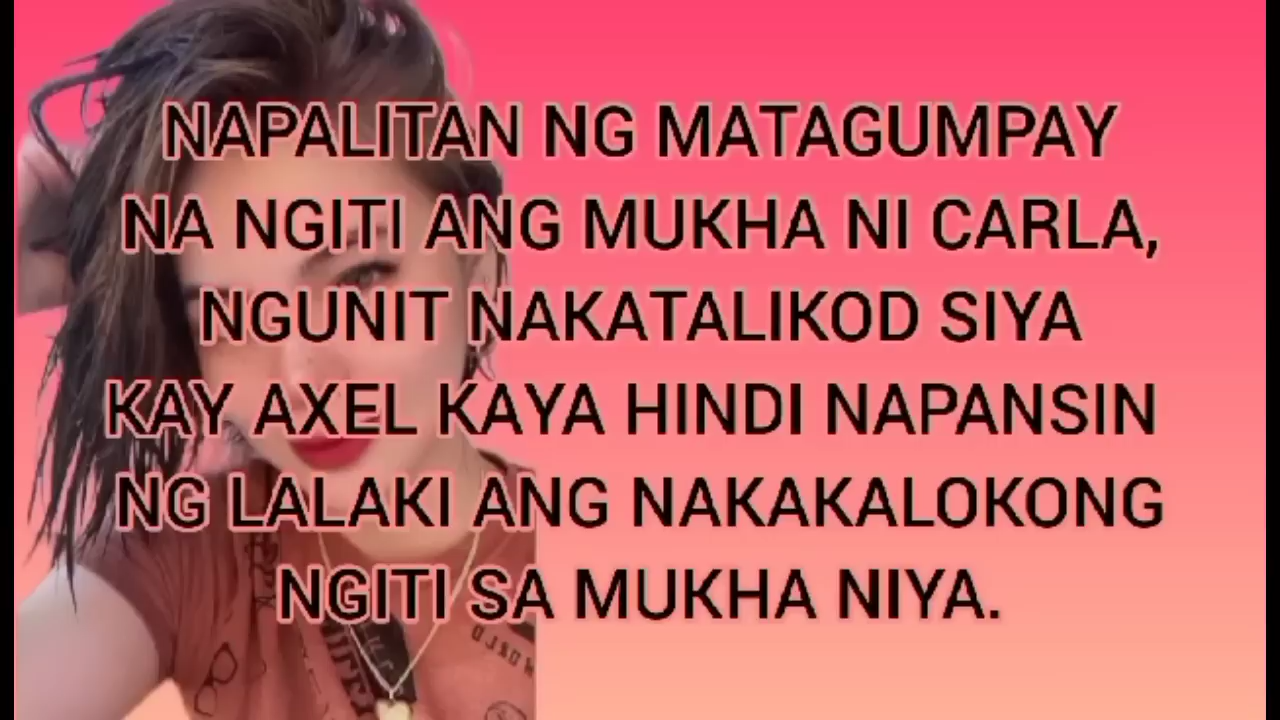 NAPALITAN NG MATAGUMPAY
NA NGITI ANG MUKHA NI CARLA,
NGUNIT NAKATALIKOD SIYA
KAY AXEL KAYA HINDI NAPANSIN
NG LALAKI ANG NAKAKALOKONG
NGITI SA MUKHA NIYA.